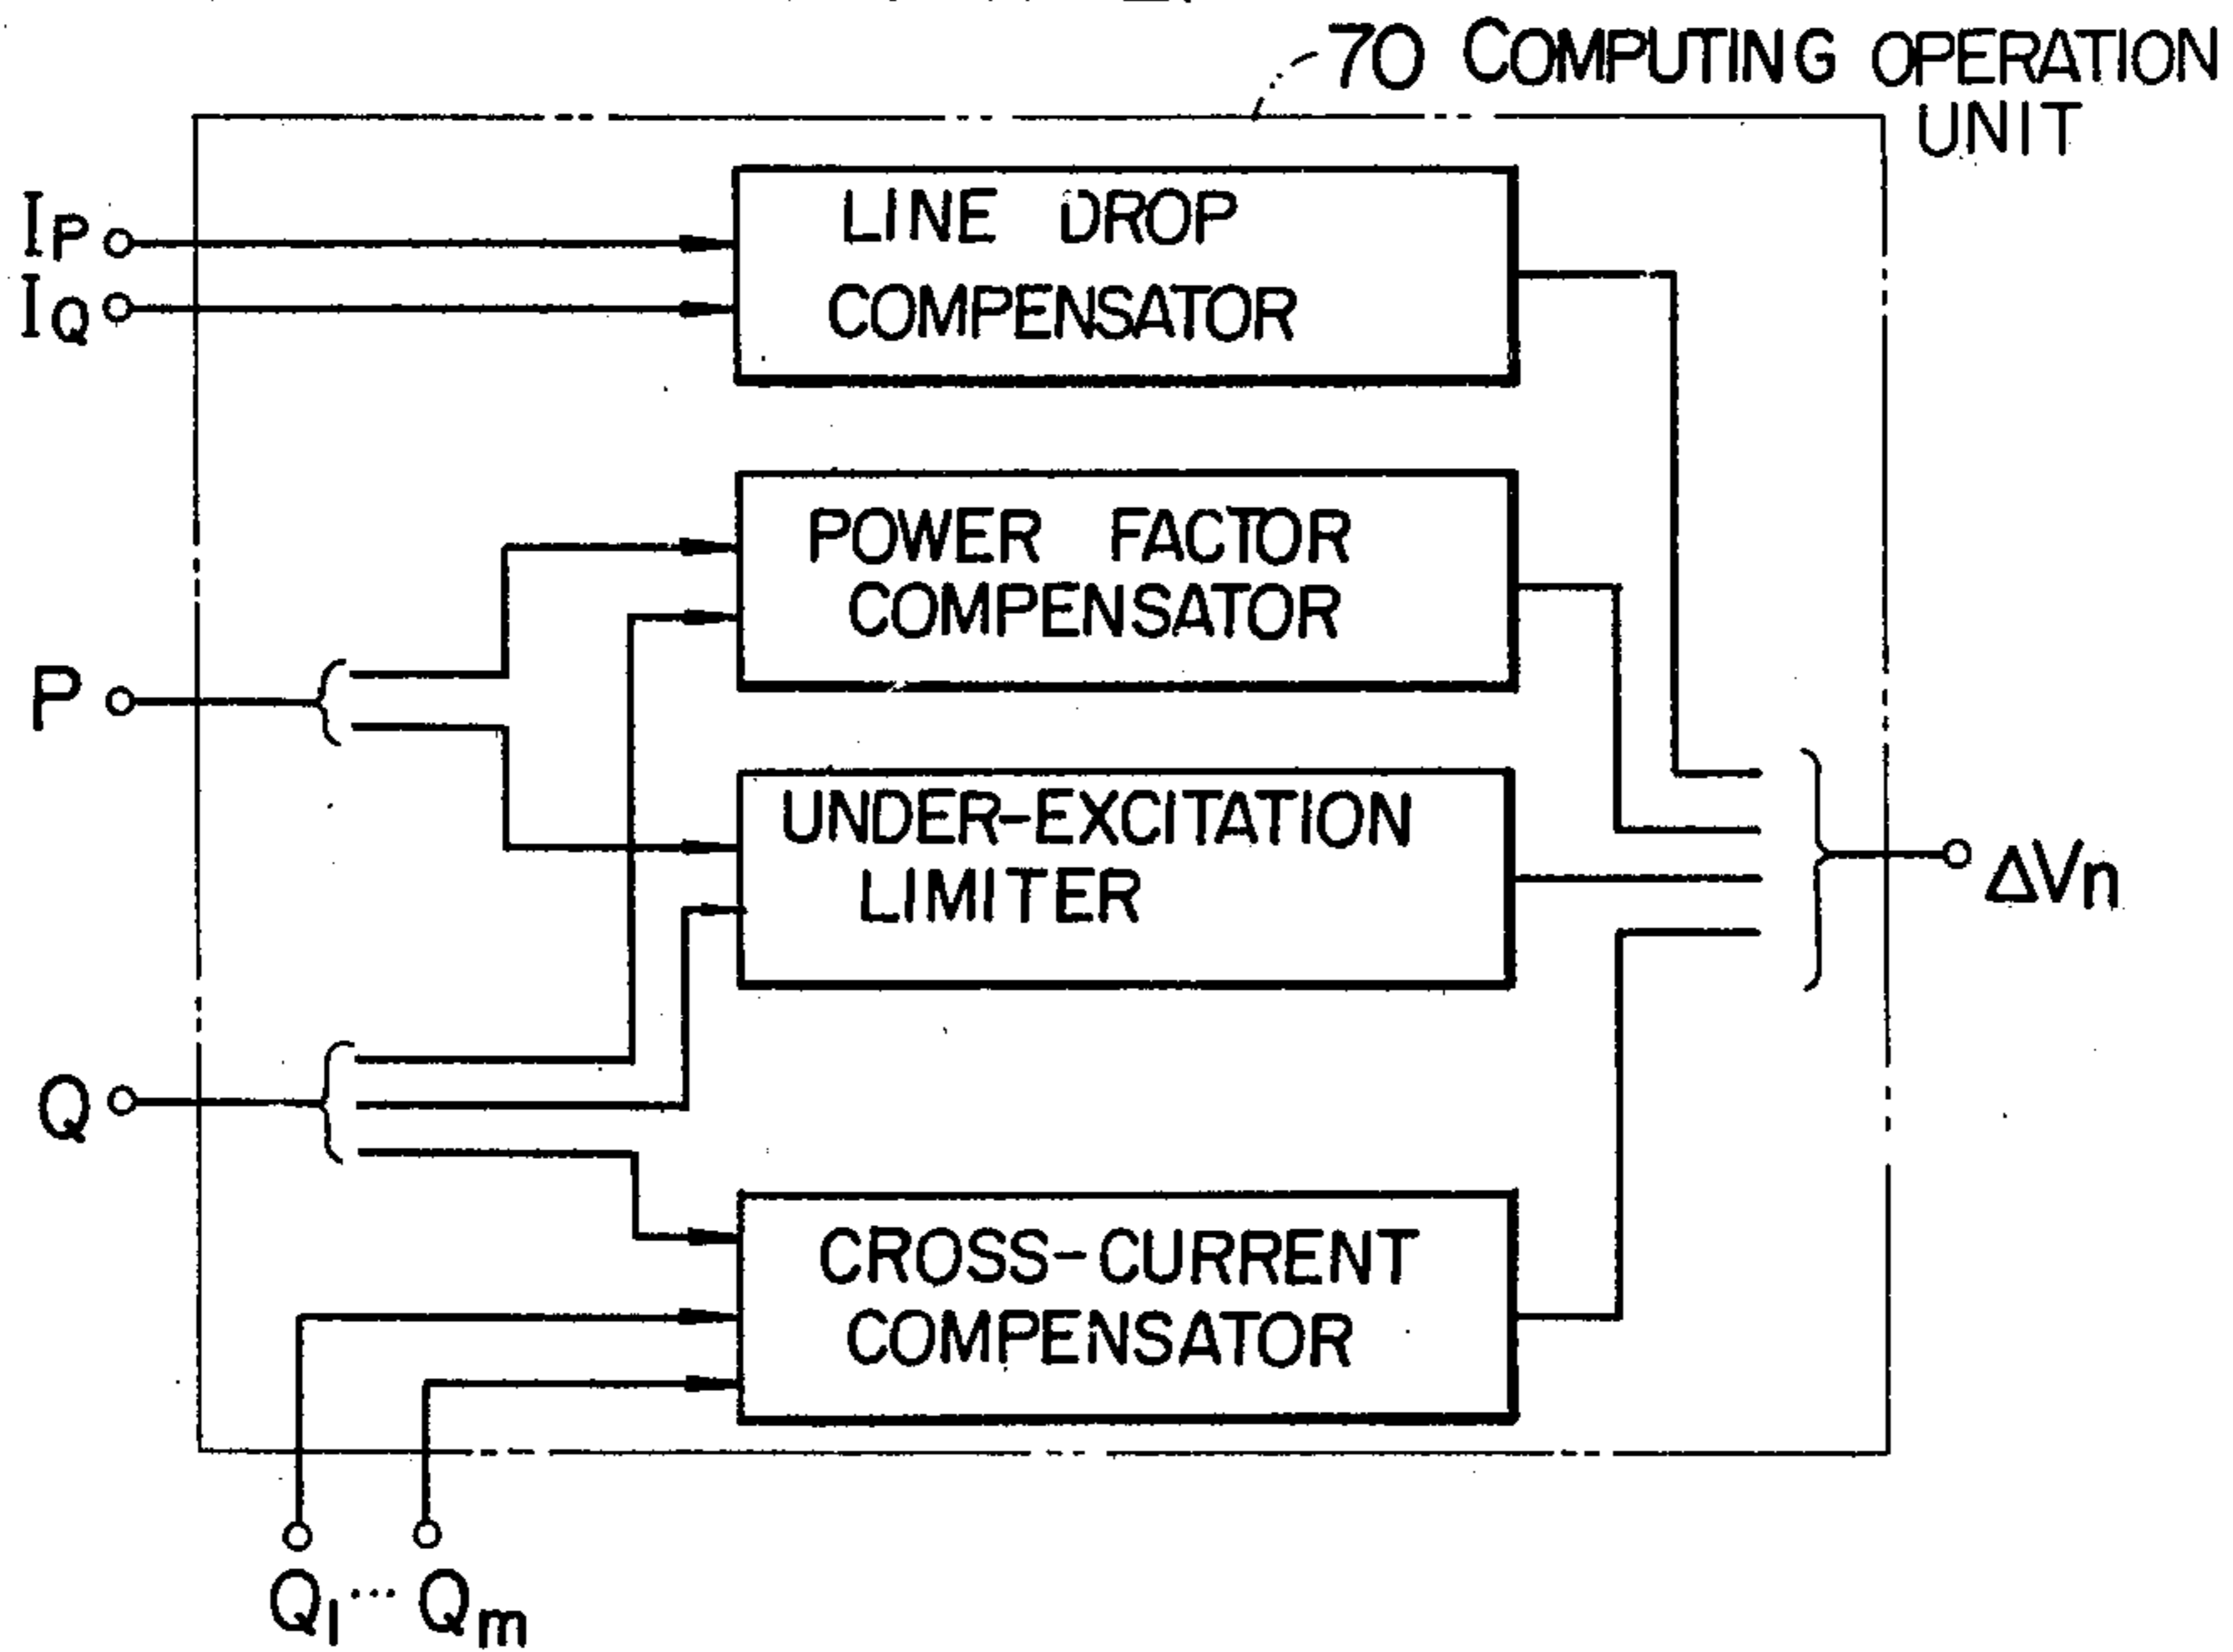 70 COMPUTING OPERATION
UNIT
IP
IQ
LINE DROP
COMPENSATOR
POWER FACTOR
COMPENSATOR
P
UNDER-EXCITATION
LIMITER
ΔVn
Q
CROSS-CURRENT
COMPENSATOR
Q1 ··· Qm